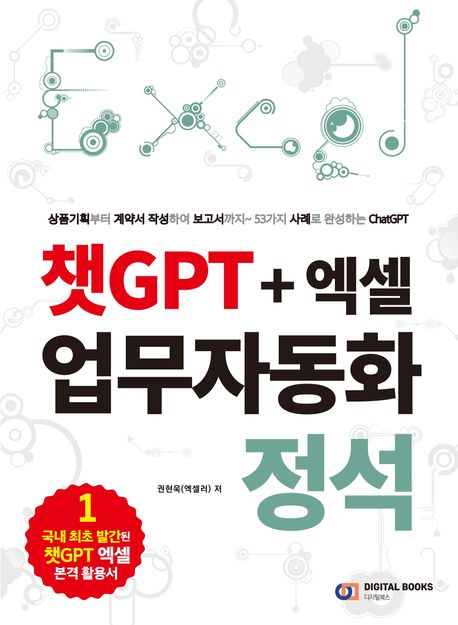 Excel
상품기획부터 계약서 작성하여 보고서까지~ 53가지 사례로 완성하는 ChatGPT
챗GPT + 엑셀
업무자동화
정석
권현욱(엑셀러) 저
1
국내 최초 발간된
챗GPT 엑셀
본격 활용서
DIGITAL BOOKS
디지털북스